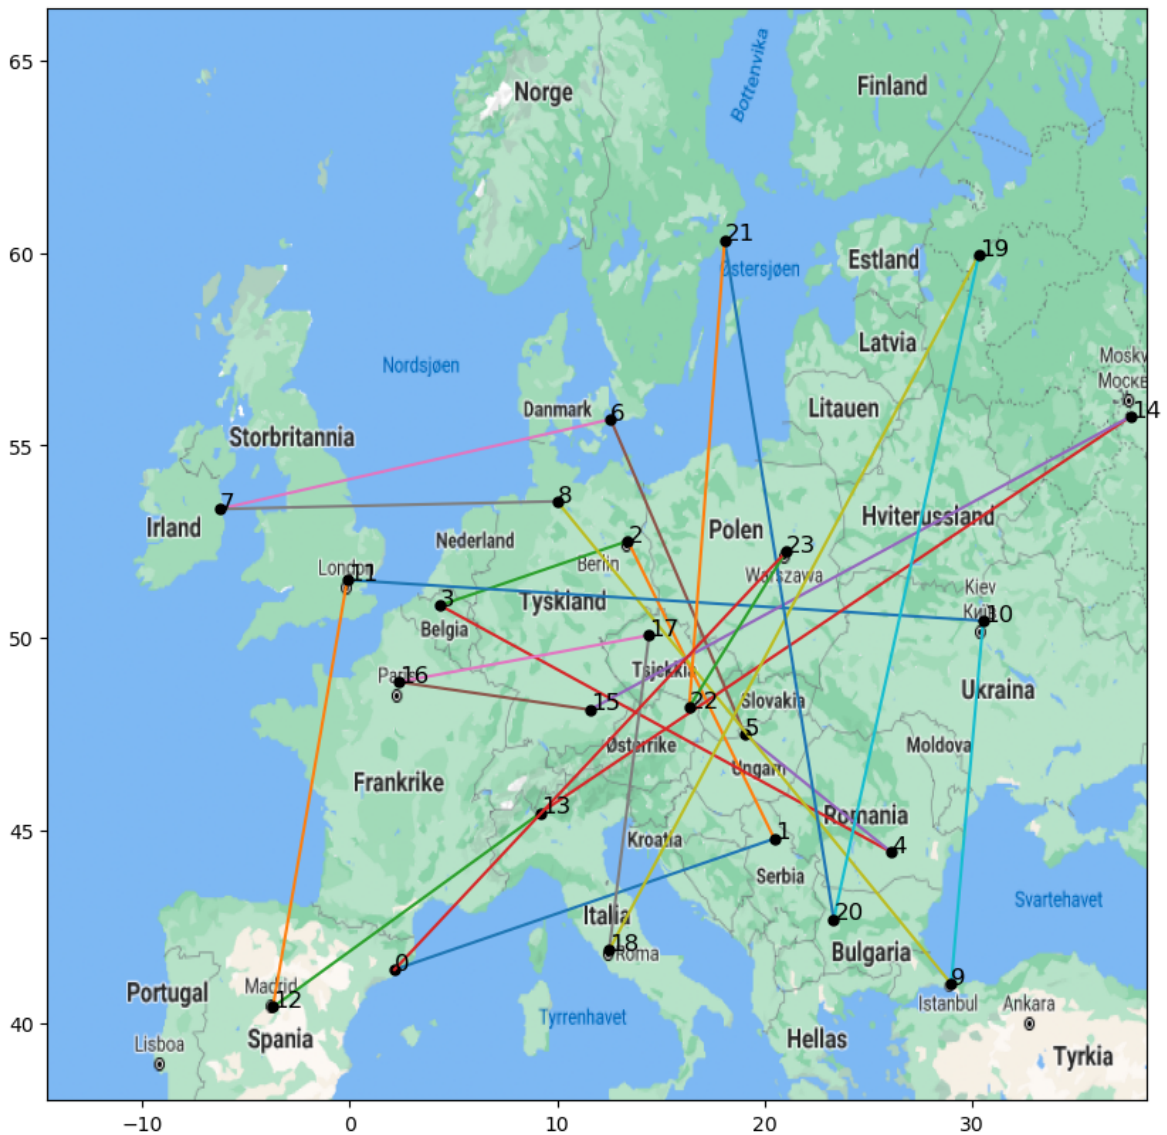 65
60
55
50
45
40
−10
0
10
20
30
Norge
Bottenvika
Finland
21
Østersjøen
19
Estland
Latvia
Nordsjøen
Moskv
Москв
14
Danmark
6
Litauen
Storbritannia
7
Irland
8
Nederland
2
Berlin
Polen
23
Warszawa
Hviterussland
London
11
Kiev
Київ
10
3
Belgia
Tyskland
17
Tsjekkia
Paris
16
15
22
Slovakia
Ukraina
Østerrike
5
Ungarn
Moldova
Frankrike
13
Romania
4
Kroatia
1
Serbia
Svartehavet
Italia
20
18
Roma
Bulgaria
0
Madrid
12
Portugal
Spania
Lisboa
Tyrrenhavet
9
Istanbul
Ankara
Hellas
Tyrkia